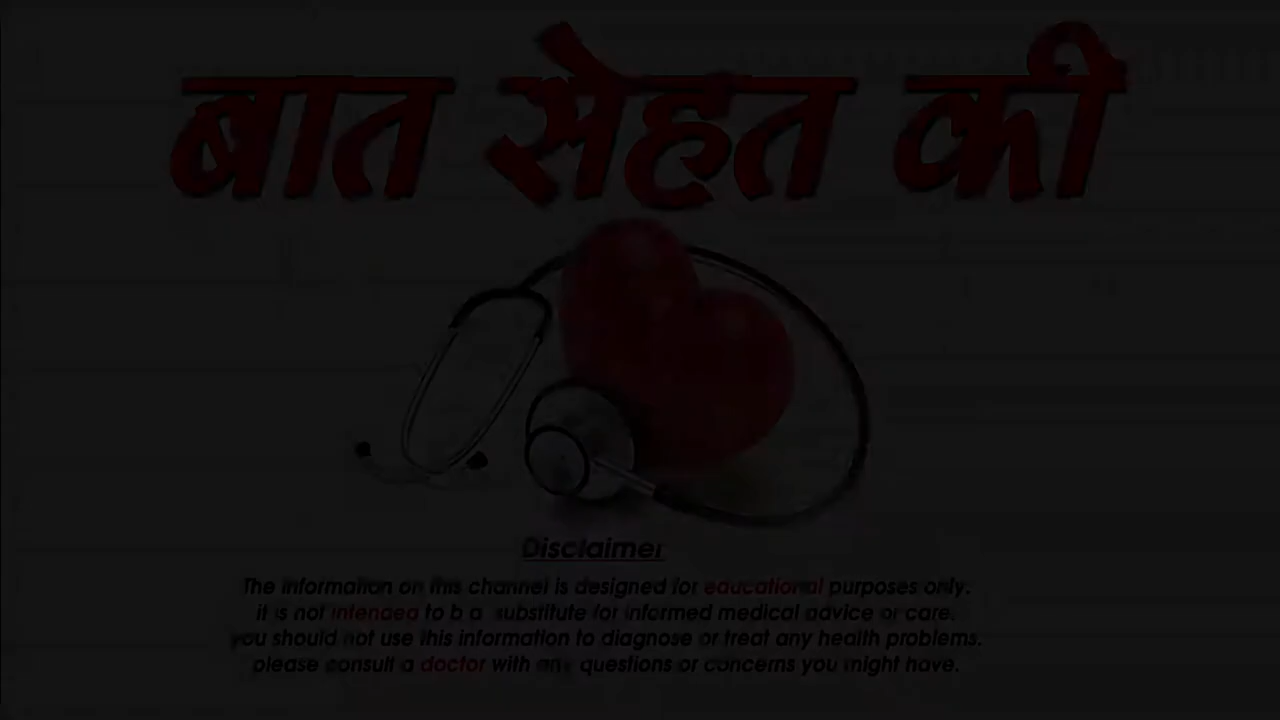 बात सेहत की
Disclaimer
The information on this channel is designed for educational purposes only.
it is not intended to b a substitute for informed medical advice or care.
you should not use this information to diagnose or treat any health problems.
please consult a doctor with any questions or concerns you might have.